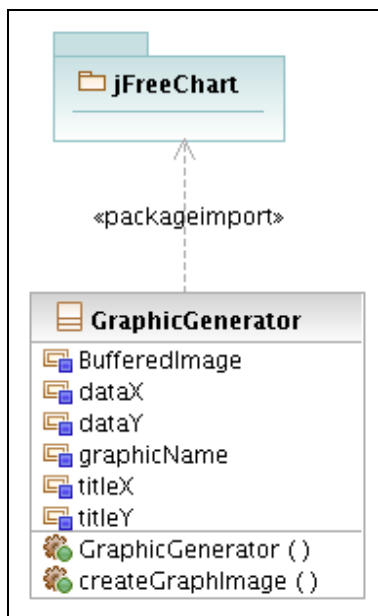 jFreeChart
«packageimport»
GraphicGenerator
BufferedImage
dataX
dataY
graphicName
titleX
titleY
GraphicGenerator ( )
createGraphImage ( )